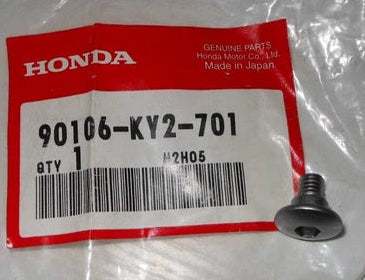 HONDA
GENUINE PARTS
Honda Motor Co., Ltd.
Made in Japan
90106-KY2-701
QTY 1 H2H05